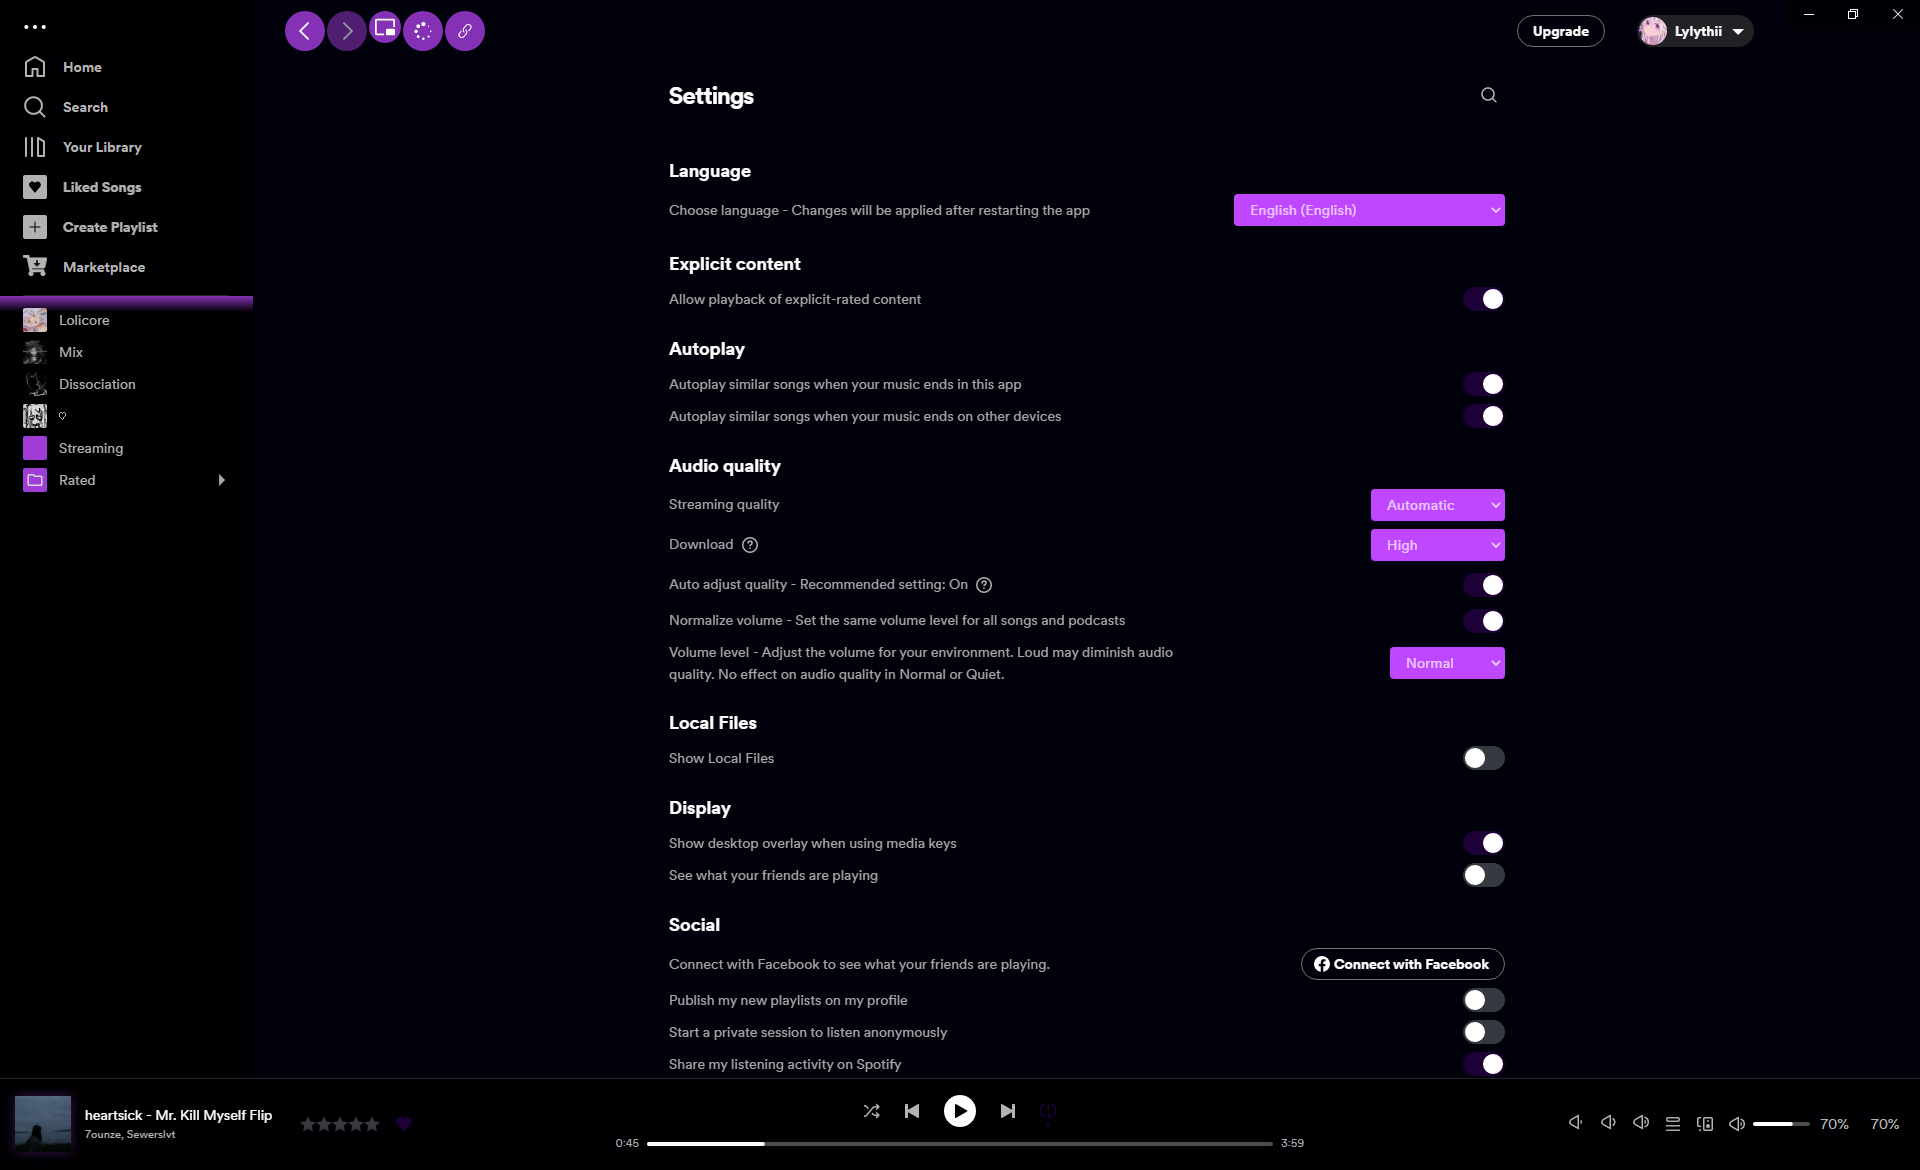 Home
Search
Your Library
Liked Songs
Create Playlist
Marketplace
Lolicore
Mix
Dissociation
♡
Streaming
Rated
Upgrade
Lylythii
Settings
Language
Choose language - Changes will be applied after restarting the app
English (English)
Explicit content
Allow playback of explicit-rated content
Autoplay
Autoplay similar songs when your music ends in this app
Autoplay similar songs when your music ends on other devices
Audio quality
Streaming quality
Automatic
Download
High
Auto adjust quality - Recommended setting: On
Normalize volume - Set the same volume level for all songs and podcasts
Volume level - Adjust the volume for your environment. Loud may diminish audio
quality. No effect on audio quality in Normal or Quiet.
Normal
Local Files
Show Local Files
Display
Show desktop overlay when using media keys
See what your friends are playing
Social
Connect with Facebook to see what your friends are playing.
Connect with Facebook
Publish my new playlists on my profile
Start a private session to listen anonymously
Share my listening activity on Spotify
heartsick - Mr. Kill Myself Flip
7ounze, Sewerslvt
0:45
3:59
70%
70%